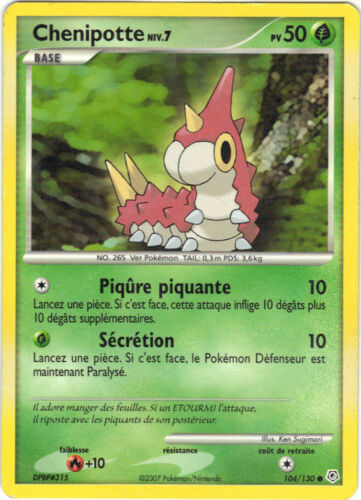 Chenipotte NIV.7 PV 50
BASE
NO. 265 Ver Pokémon TAIL: 0,3 m PDS: 3,6 kg
Piqûre piquante 10
Lancez une pièce. Si c'est face, cette attaque inflige 10 dégâts plus
10 dégâts supplémentaires.
Sécrétion 10
Lancez une pièce. Si c'est face, le Pokémon Défenseur est
maintenant Paralysé.
Il adore manger des feuilles. Si un ETOURMI l'attaque,
il riposte avec les piquants de son postérieur.
Illus. Ken Sugimori
faiblesse résistance coût de retraite
+10
DPBP#315 ©2007 Pokémon/Nintendo 104/130